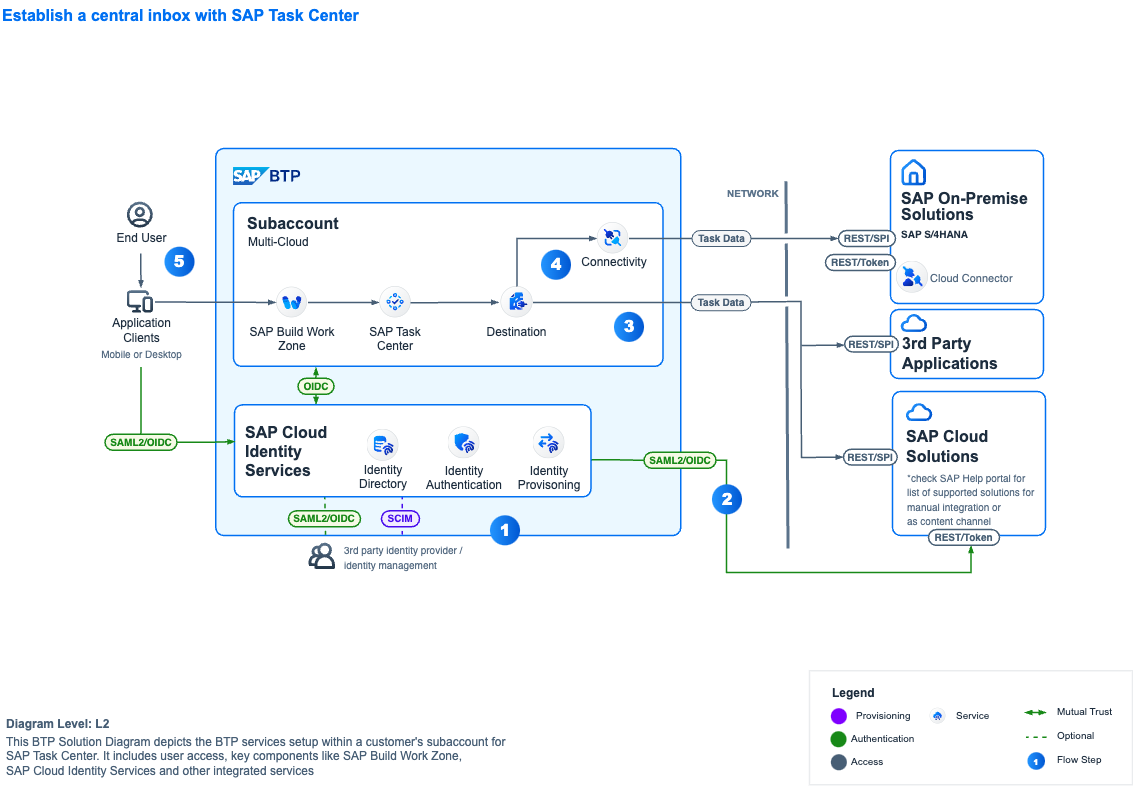 Establish a central inbox with SAP Task Center
SAP BTP
NETWORK
SAP On-Premise
Solutions
SAP S/4HANA
REST/SPI
REST/Token
Cloud Connector
Subaccount
Multi-Cloud
End User
5
4
Connectivity
Task Data
Application
Clients
Mobile or Desktop
SAP Build Work
Zone
SAP Task
Center
Destination
3
Task Data
REST/SPI
3rd Party
Applications
OIDC
SAML2/OIDC
SAP Cloud
Identity
Services
Identity
Directory
Identity
Authentication
Identity
Provisoning
SAML2/OIDC
2
REST/SPI
SAP Cloud
Solutions
*check SAP Help portal for
list of supported solutions for
manual integration or
as content channel
REST/Token
SAML2/OIDC
SCIM
1
3rd party identity provider /
identity management
Legend
Provisioning
Service
Mutual Trust
Authentication
Optional
Access
1
Flow Step
Diagram Level: L2
This BTP Solution Diagram depicts the BTP services setup within a customer's subaccount for
SAP Task Center. It includes user access, key components like SAP Build Work Zone,
SAP Cloud Identity Services and other integrated services